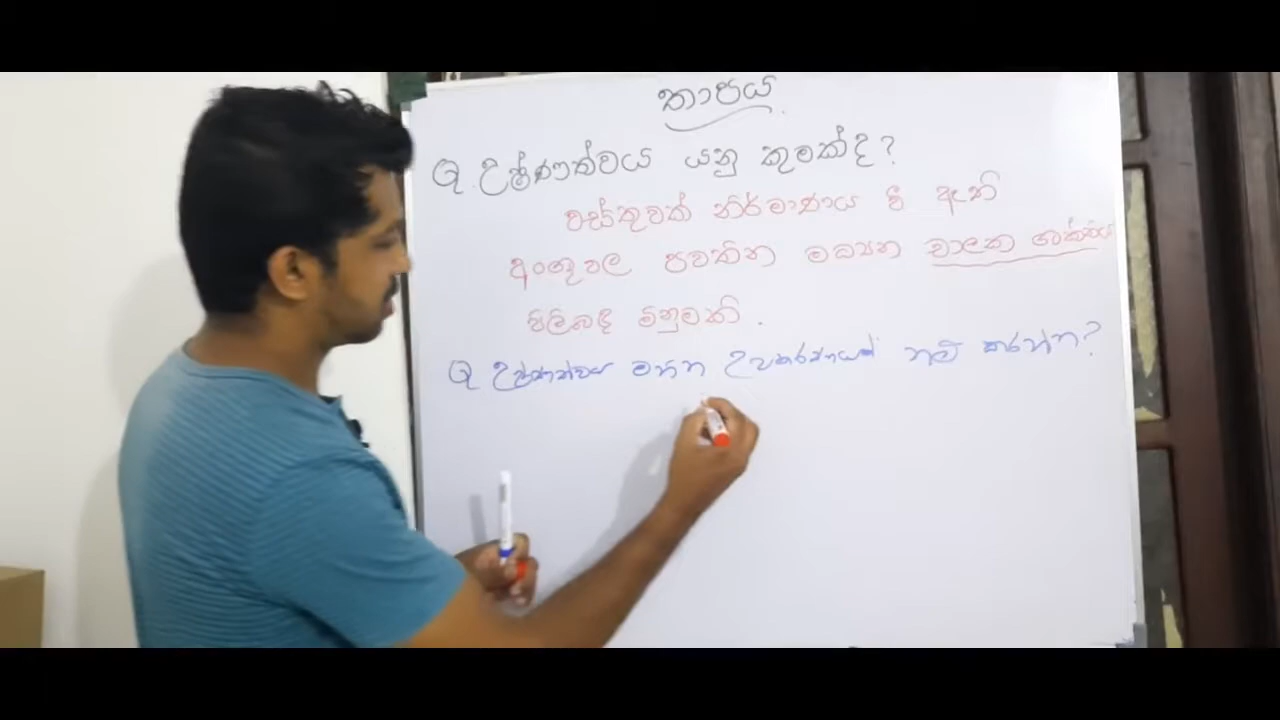 තාපය
Q. උෂ්ණත්වය යනු කුමක්ද?
වස්තුවක් නිර්මාණය වී ඇති
අංශුවල පවතින මධ්‍යන චාලක ශක්තිය
පිලිබඳ මිනුමකි.
Q උෂ්ණත්වය මනින උපකරණයක් නම් කරන්න?